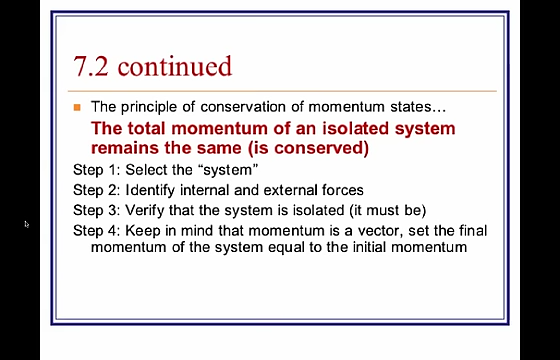 7.2 continued
The principle of conservation of momentum states…
The total momentum of an isolated system
remains the same (is conserved)
Step 1: Select the “system”
Step 2: Identify internal and external forces
Step 3: Verify that the system is isolated (it must be)
Step 4: Keep in mind that momentum is a vector, set the final
momentum of the system equal to the initial momentum